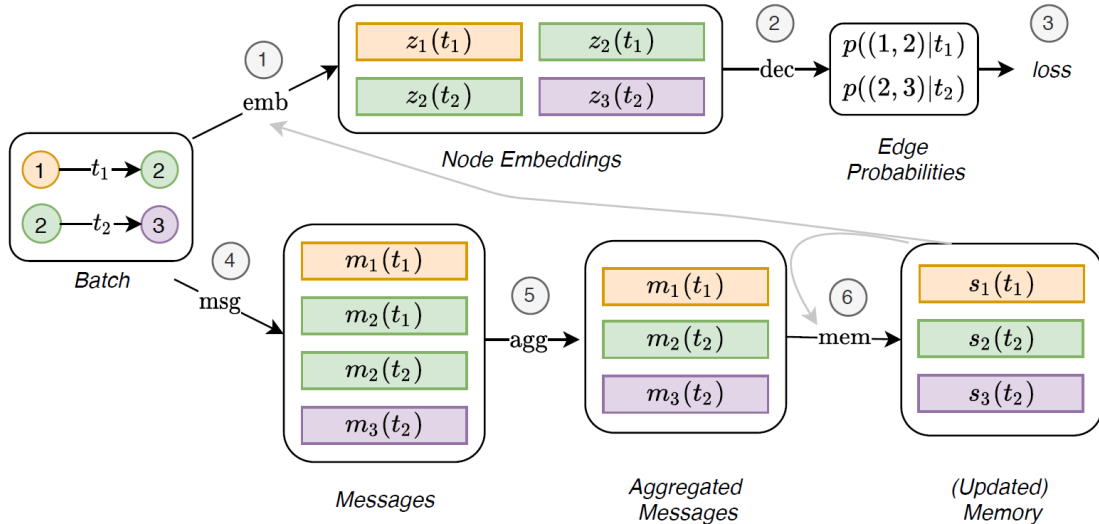 1
emb
z₁(t₁)
z₂(t₁)
z₂(t₂)
z₃(t₂)
Node Embeddings
2
dec
p((1, 2)|t₁)
p((2, 3)|t₂)
Edge
Probabilities
3
loss
1 t₁ 2
2 t₂ 3
Batch
4
msg
m₁(t₁)
m₂(t₁)
m₂(t₂)
m₃(t₂)
Messages
5
agg
m₁(t₁)
m₂(t₂)
m₃(t₂)
Aggregated
Messages
6
mem
s₁(t₁)
s₂(t₂)
s₃(t₂)
(Updated)
Memory